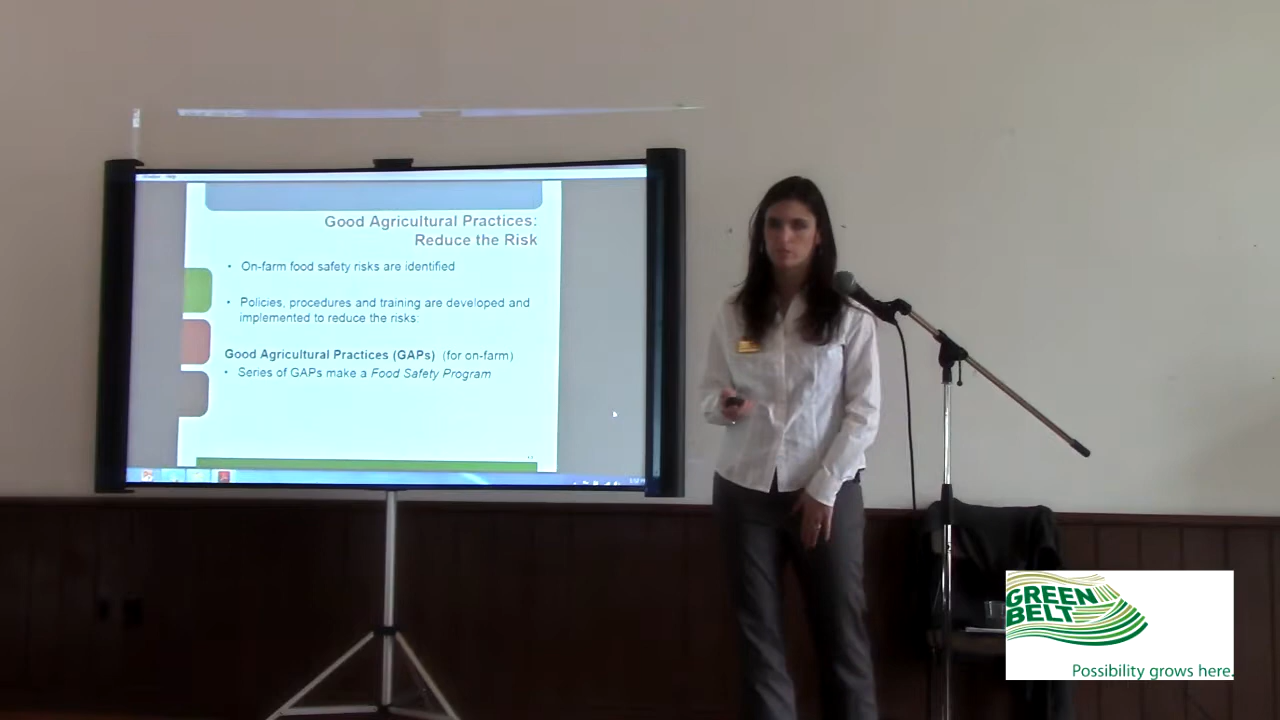 Window Help
Good Agricultural Practices:
Reduce the Risk
• On-farm food safety risks are identified
• Policies, procedures and training are developed and
implemented to reduce the risks:
Good Agricultural Practices (GAPs) (for on-farm)
• Series of GAPs make a Food Safety Program
GREEN
BELT
Possibility grows here.